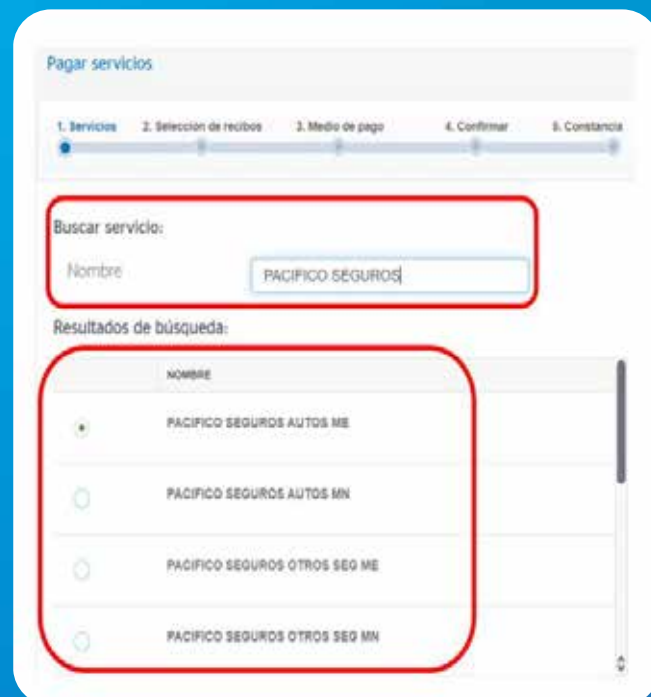 Pagar servicios
1. Servicios 2. Selección de recibos 3. Medio de pago 4. Confirmar 5. Constancia
Buscar servicio:
Nombre PACIFICO SEGUROS
Resultados de búsqueda:
NOMBRE
PACIFICO SEGUROS AUTOS ME
PACIFICO SEGUROS AUTOS MN
PACIFICO SEGUROS OTROS SEG ME
PACIFICO SEGUROS OTROS SEG MN